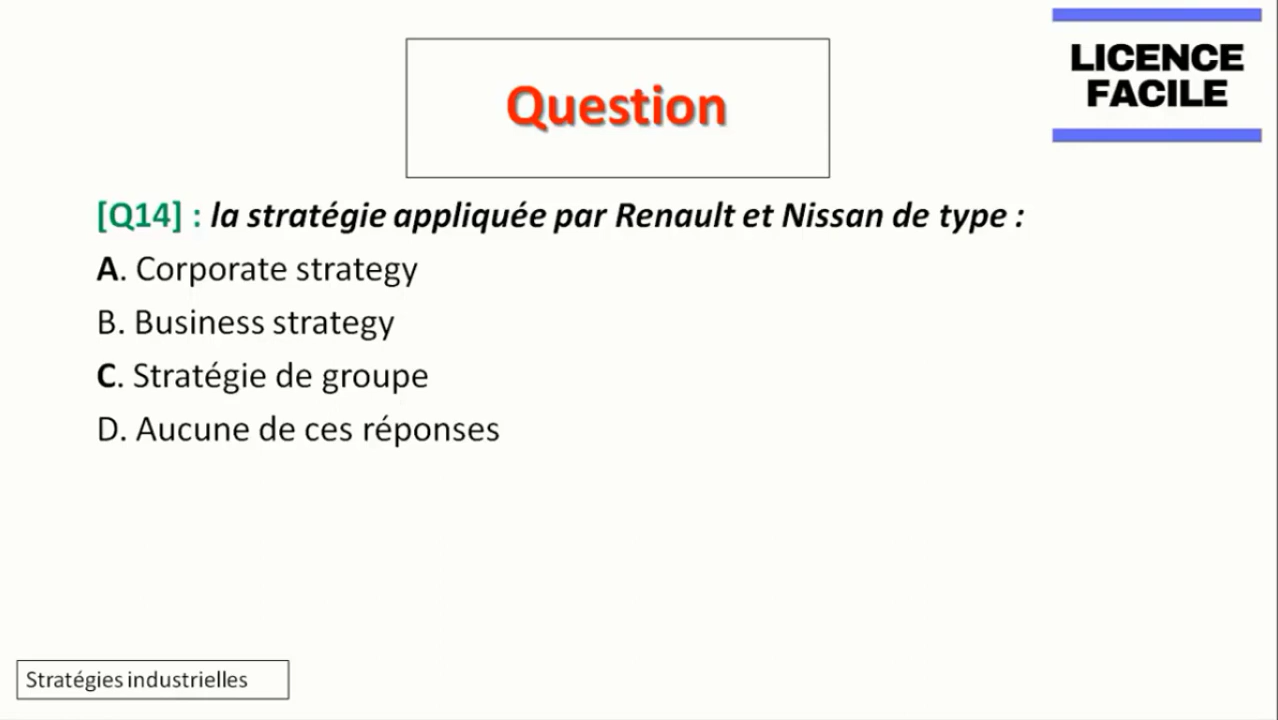 LICENCE
FACILE
Question
[Q14] : la stratégie appliquée par Renault et Nissan de type :
A. Corporate strategy
B. Business strategy
C. Stratégie de groupe
D. Aucune de ces réponses
Stratégies industrielles